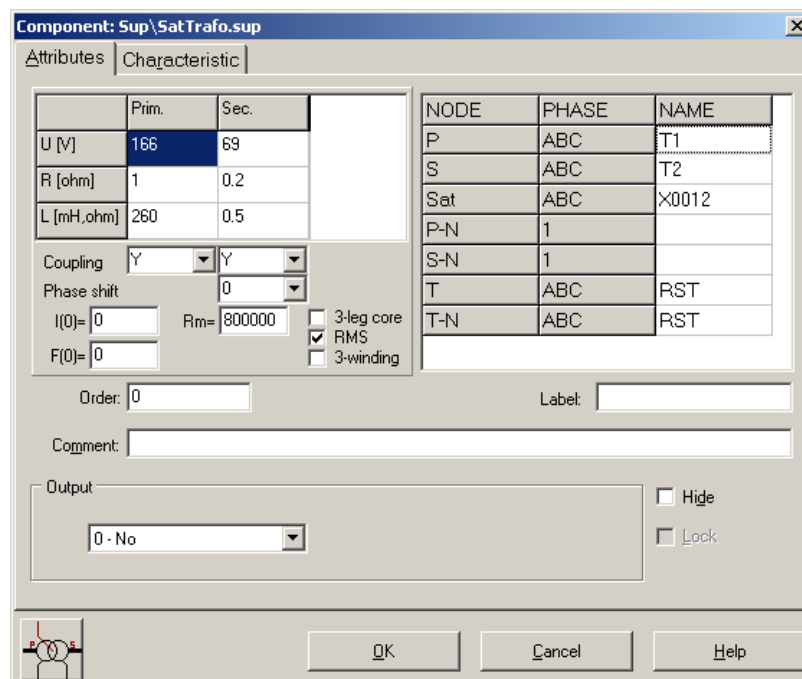 Component: Sup\SatTrafo.sup
Attributes Characteristic
Prim. Sec.
U [V] 166 69
R [ohm] 1 0.2
L [mH,ohm] 260 0.5
Coupling Y Y
Phase shift 0
I(0)= 0 Rm= 800000
F(0)= 0
3-leg core
RMS
3-winding
NODE PHASE NAME
P ABC T1
S ABC T2
Sat ABC X0012
P-N 1
S-N 1
T ABC RST
T-N ABC RST
Order: 0 Label:
Comment:
Output
0 - No
Hide
Lock
P S
OK Cancel Help